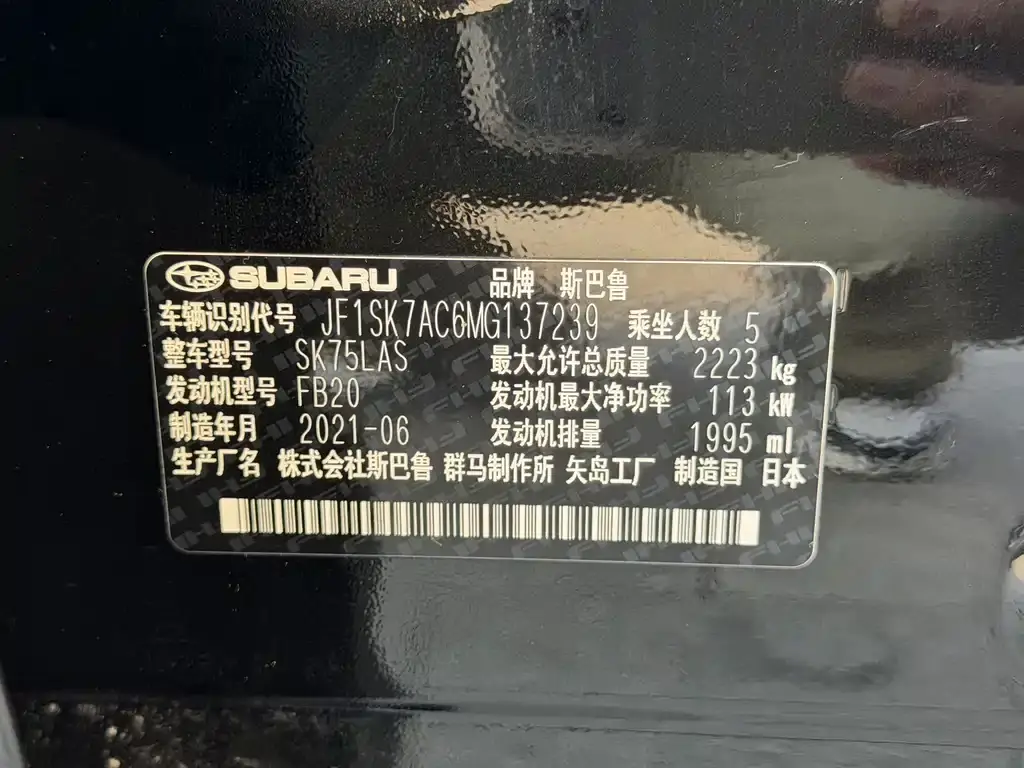 SUBARU 品牌 斯巴鲁
车辆识别代号 JF1SK7AC6MG137239 乘坐人数 5
整车型号 SK75LAS 最大允许总质量 2223 kg
发动机型号 FB20 发动机最大净功率 113 kW
制造年月 2021-06 发动机排量 1995 ml
生产厂名 株式会社斯巴鲁 群马制作所 矢岛工厂 制造国 日本